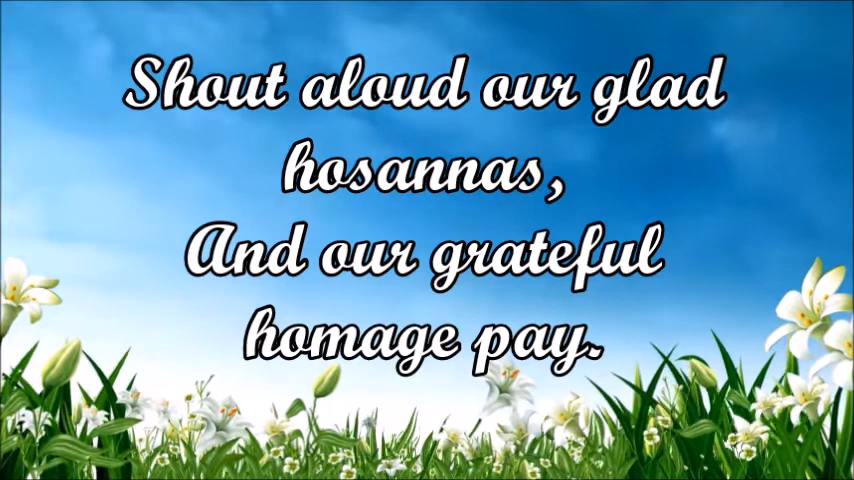 Shout aloud our glad
hosannas,
And our grateful
homage pay.